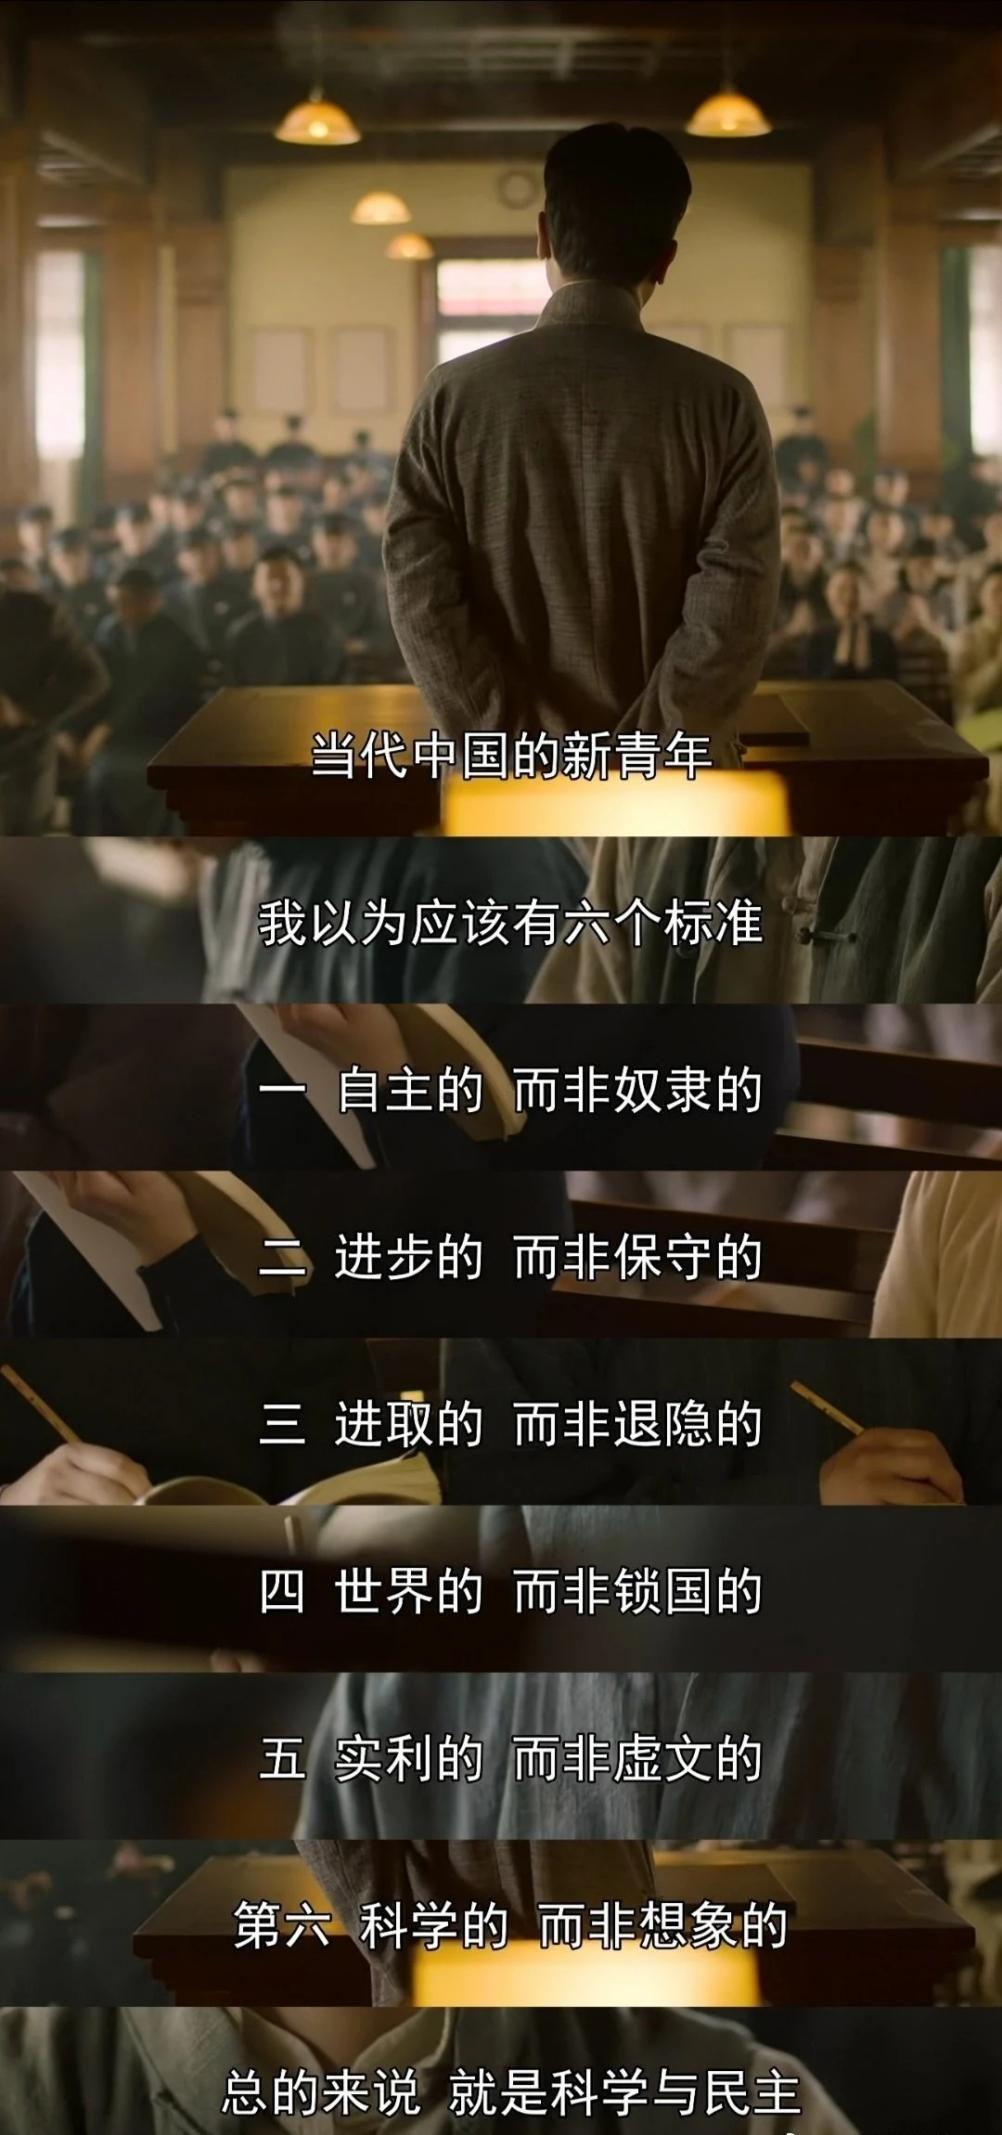 当代中国的新青年
我以为应该有六个标准
一 自主的 而非奴隶的
二 进步的 而非保守的
三 进取的 而非退隐的
四 世界的 而非锁国的
五 实利的 而非虚文的
第六 科学的 而非想象的
总的来说 就是科学与民主